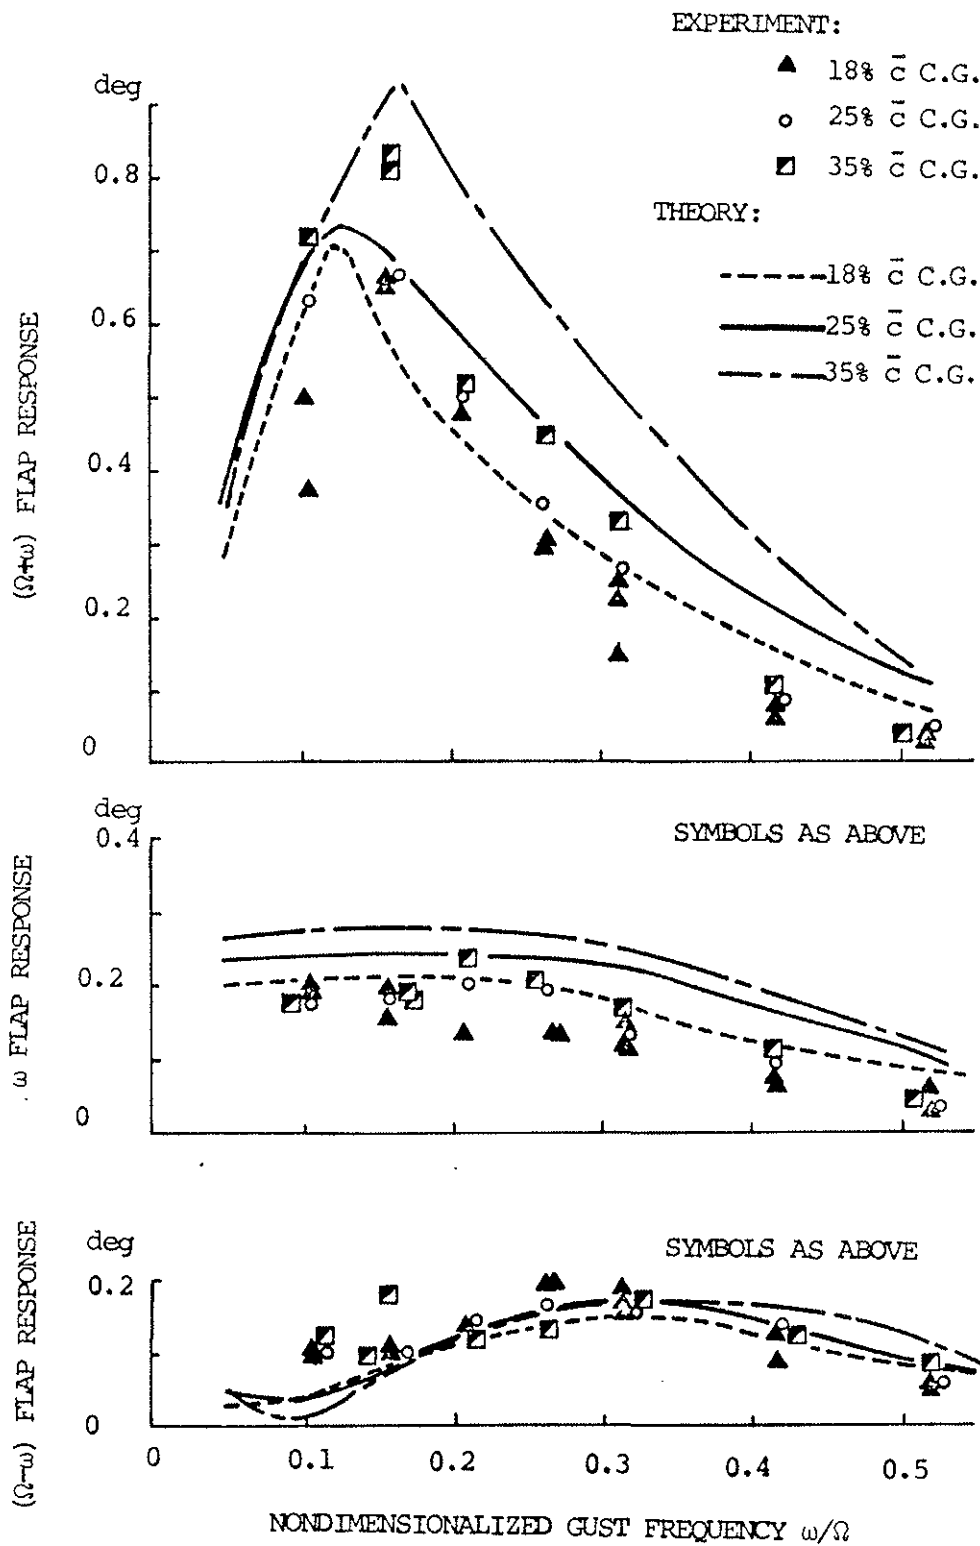 EXPERIMENT:
▲ 18% c̄ C.G.
○ 25% c̄ C.G.
◪ 35% c̄ C.G.
THEORY:
18% c̄ C.G.
25% c̄ C.G.
35% c̄ C.G.
deg
0.8
0.6
0.4
0.2
0
(Ω+ω) FLAP RESPONSE
deg
0.4
0.2
0
ω FLAP RESPONSE
SYMBOLS AS ABOVE
deg
0.2
0
(Ω-ω) FLAP RESPONSE
SYMBOLS AS ABOVE
0 0.1 0.2 0.3 0.4 0.5
NONDIMENSIONALIZED GUST FREQUENCY ω/Ω